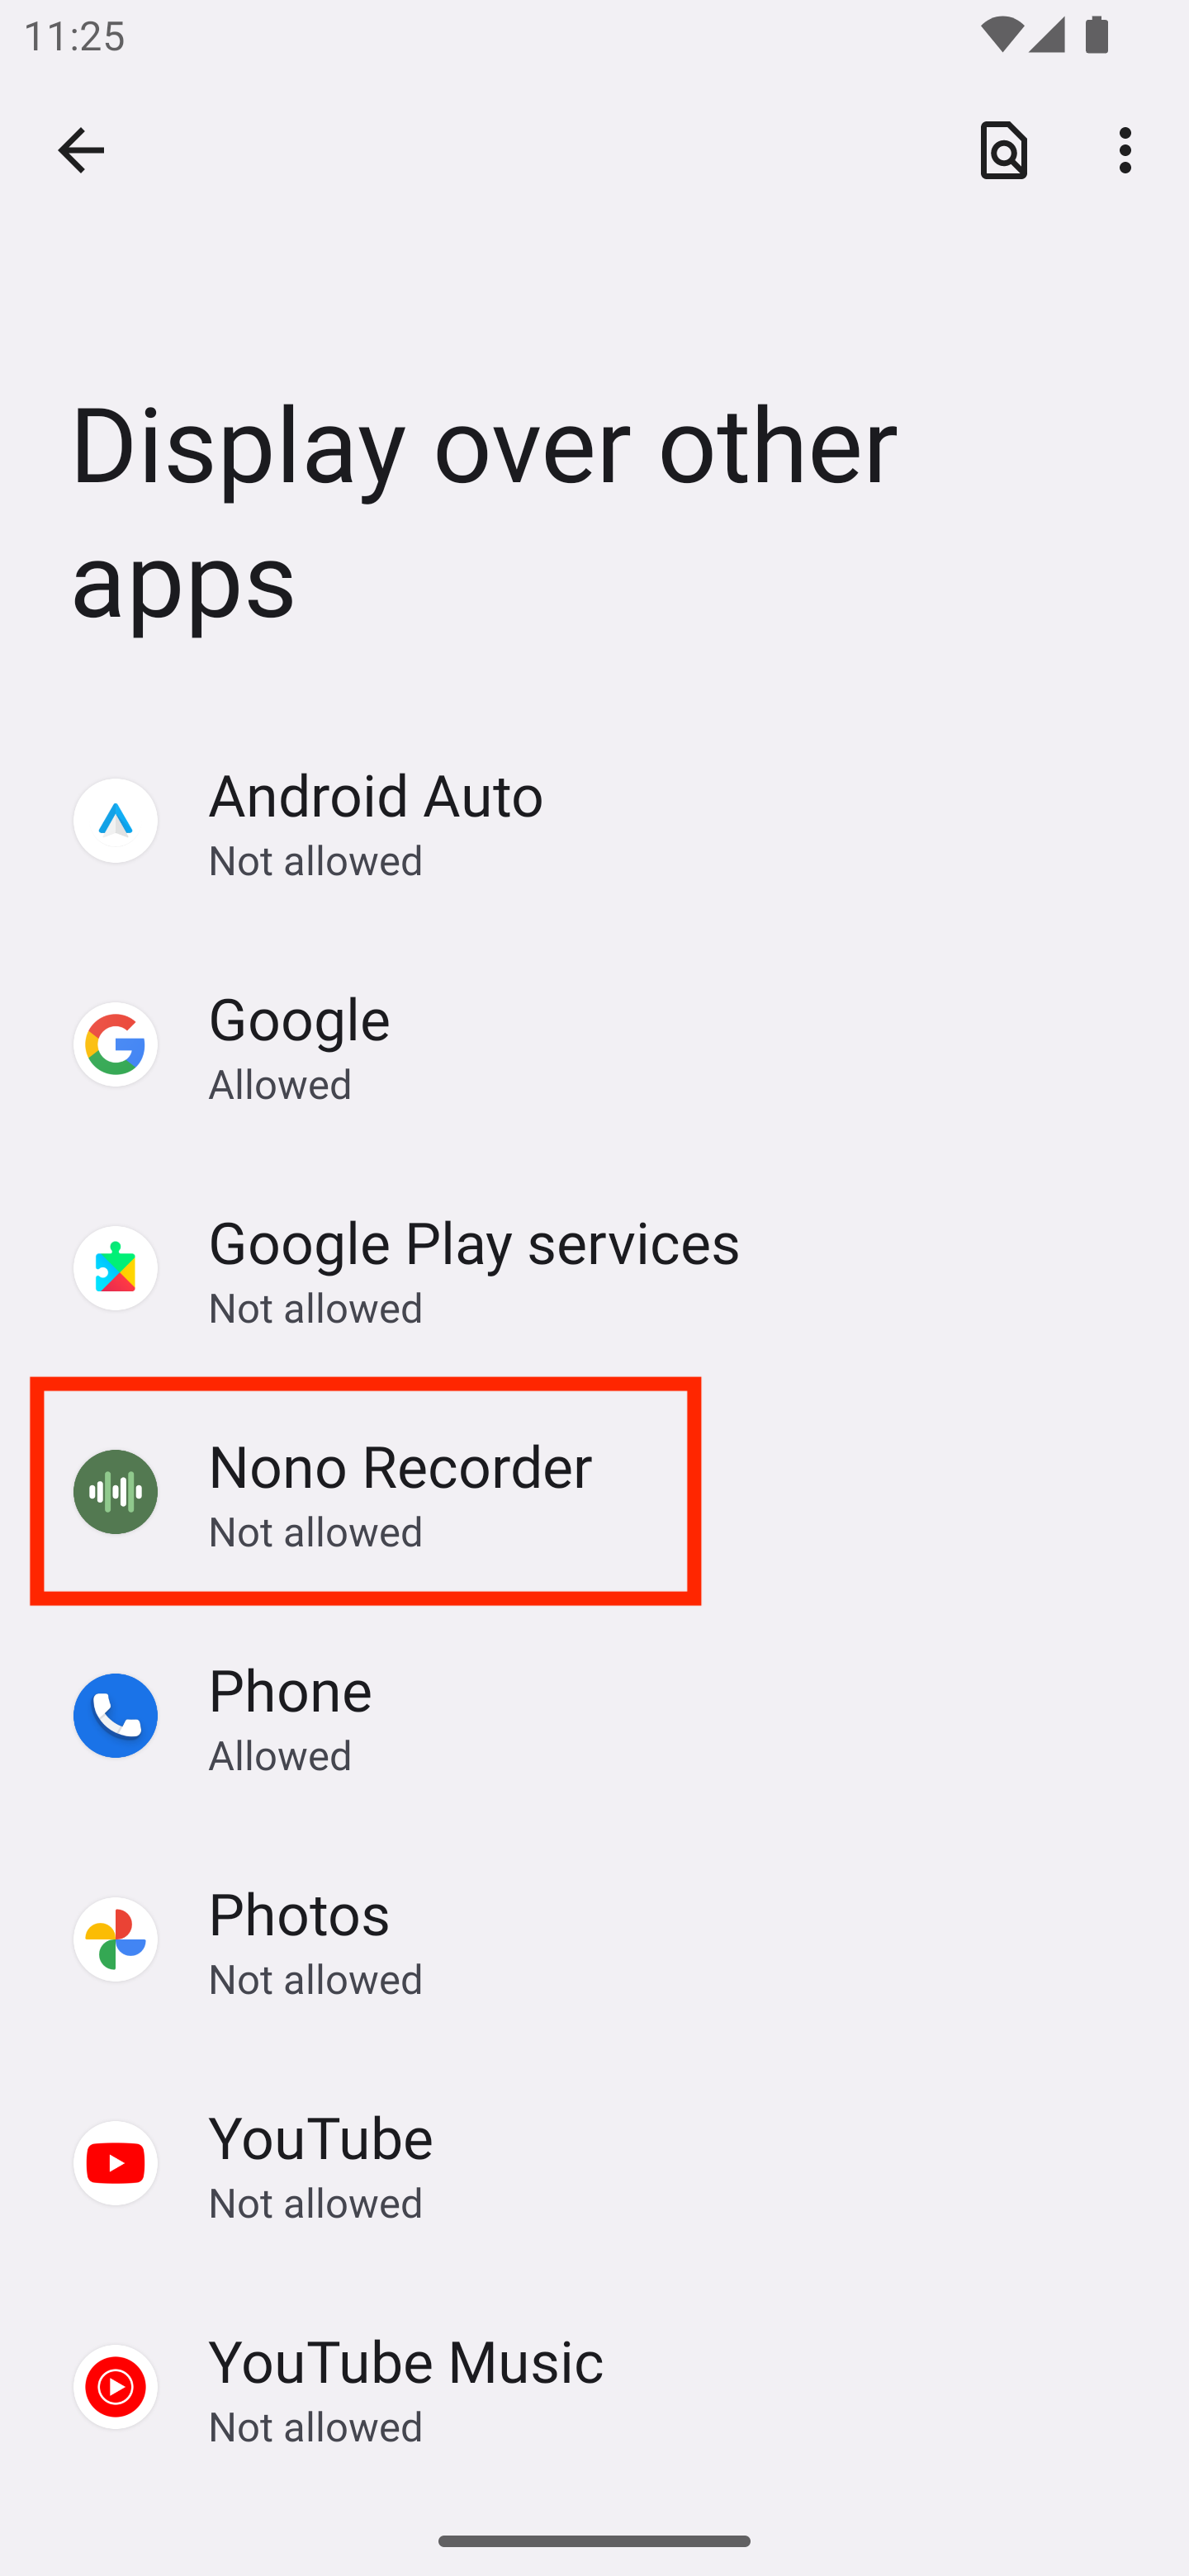 11:25
Display over other
apps
Android Auto
Not allowed
Google
Allowed
Google Play services
Not allowed
Nono Recorder
Not allowed
Phone
Allowed
Photos
Not allowed
YouTube
Not allowed
YouTube Music
Not allowed